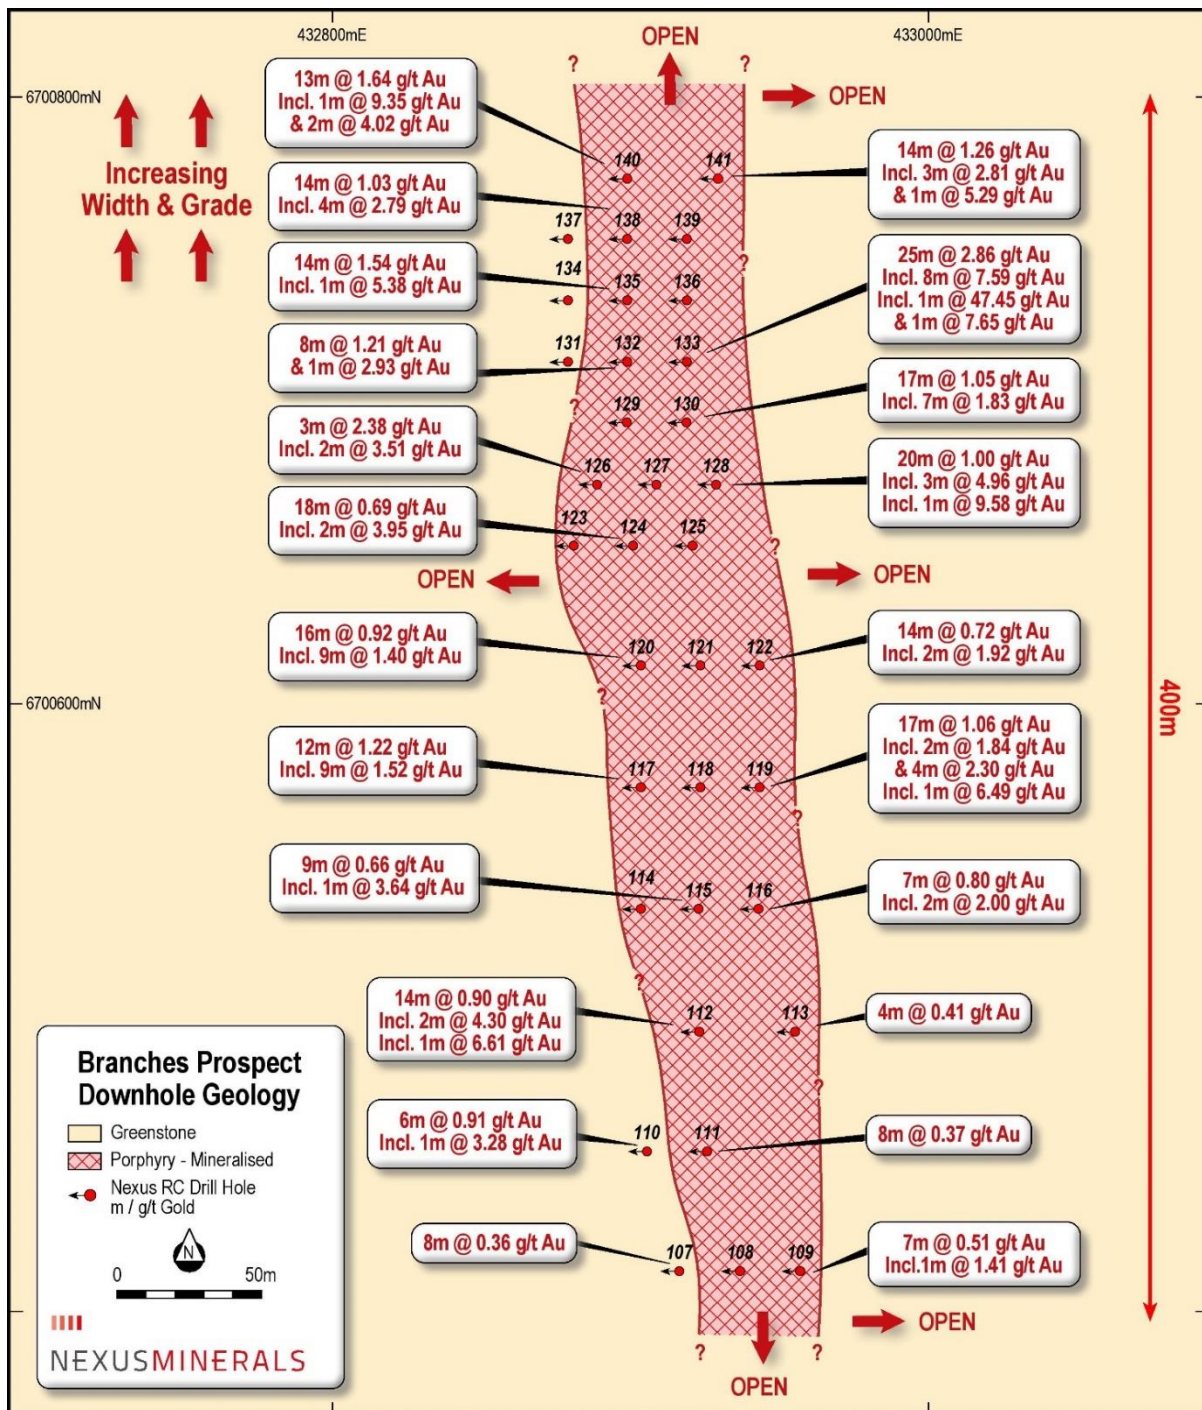 432800mE
OPEN
433000mE
?
?
6700800mN
OPEN
13m @ 1.64 g/t Au
Incl. 1m @ 9.35 g/t Au
& 2m @ 4.02 g/t Au
Increasing
Width & Grade
140
141
14m @ 1.26 g/t Au
Incl. 3m @ 2.81 g/t Au
& 1m @ 5.29 g/t Au
14m @ 1.03 g/t Au
Incl. 4m @ 2.79 g/t Au
137
138
139
14m @ 1.54 g/t Au
Incl. 1m @ 5.38 g/t Au
134
135
136
?
25m @ 2.86 g/t Au
Incl. 8m @ 7.59 g/t Au
Incl. 1m @ 47.45 g/t Au
& 1m @ 7.65 g/t Au
8m @ 1.21 g/t Au
& 1m @ 2.93 g/t Au
131
132
133
17m @ 1.05 g/t Au
Incl. 7m @ 1.83 g/t Au
?
129
130
3m @ 2.38 g/t Au
Incl. 2m @ 3.51 g/t Au
126
127
128
20m @ 1.00 g/t Au
Incl. 3m @ 4.96 g/t Au
Incl. 1m @ 9.58 g/t Au
18m @ 0.69 g/t Au
Incl. 2m @ 3.95 g/t Au
123
124
125
?
OPEN
OPEN
16m @ 0.92 g/t Au
Incl. 9m @ 1.40 g/t Au
120
121
122
14m @ 0.72 g/t Au
Incl. 2m @ 1.92 g/t Au
400m
6700600mN
?
12m @ 1.22 g/t Au
Incl. 9m @ 1.52 g/t Au
117
118
119
17m @ 1.06 g/t Au
Incl. 2m @ 1.84 g/t Au
& 4m @ 2.30 g/t Au
Incl. 1m @ 6.49 g/t Au
?
9m @ 0.66 g/t Au
Incl. 1m @ 3.64 g/t Au
114
115
116
7m @ 0.80 g/t Au
Incl. 2m @ 2.00 g/t Au
?
14m @ 0.90 g/t Au
Incl. 2m @ 4.30 g/t Au
Incl. 1m @ 6.61 g/t Au
112
113
4m @ 0.41 g/t Au
?
6m @ 0.91 g/t Au
Incl. 1m @ 3.28 g/t Au
110
111
8m @ 0.37 g/t Au
8m @ 0.36 g/t Au
107
108
109
7m @ 0.51 g/t Au
Incl.1m @ 1.41 g/t Au
OPEN
?
?
OPEN
Branches Prospect
Downhole Geology
Greenstone
Porphyry - Mineralised
Nexus RC Drill Hole
m / g/t Gold
N
0 50m
NEXUSMINERALS